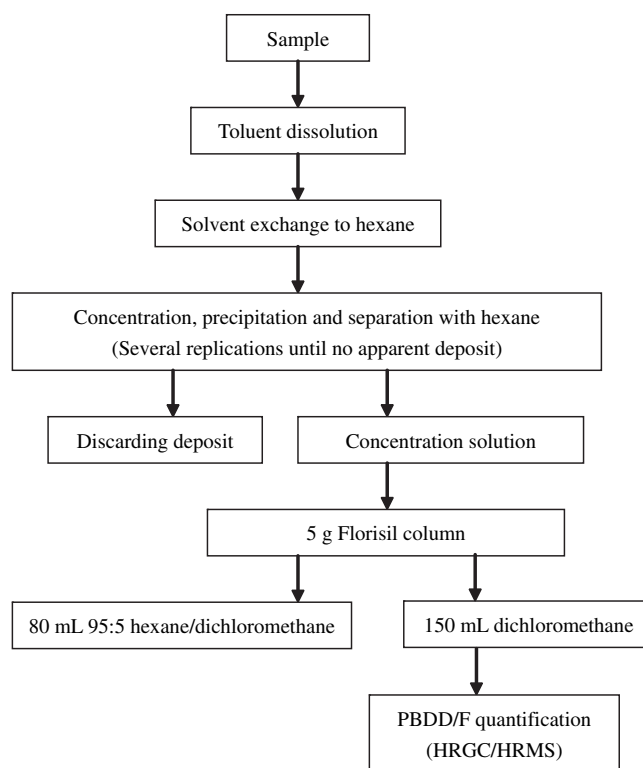 Sample
Toluent dissolution
Solvent exchange to hexane
Concentration, precipitation and separation with hexane
(Several replications until no apparent deposit)
Discarding deposit
Concentration solution
5 g Florisil column
80 mL 95:5 hexane/dichloromethane
150 mL dichloromethane
PBDD/F quantification
(HRGC/HRMS)